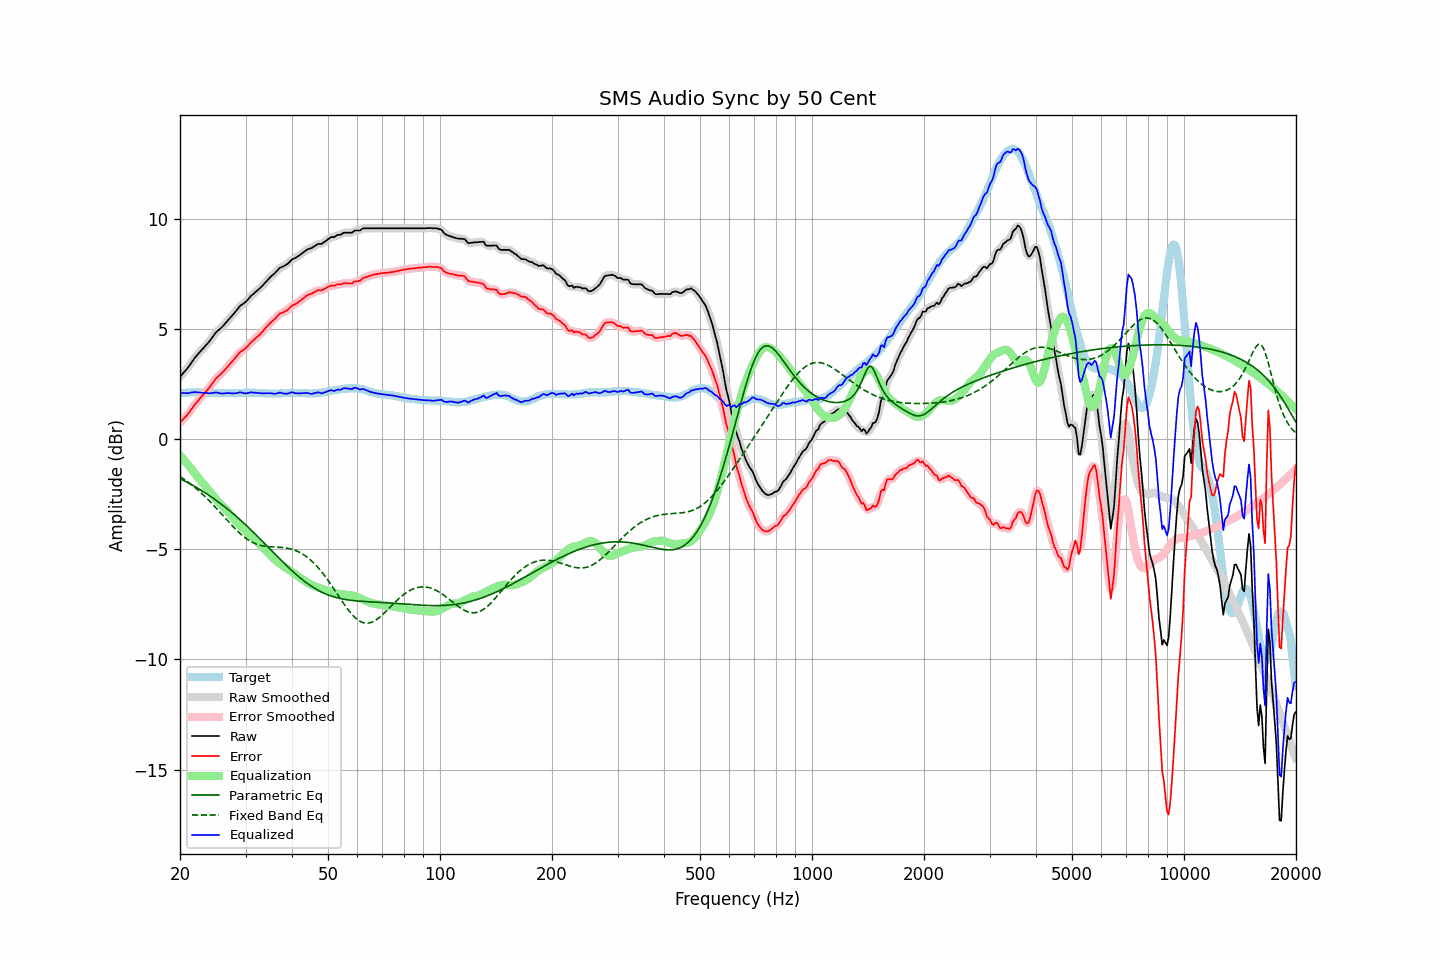 SMS Audio Sync by 50 Cent
Amplitude (dBr)
10
5
0
−5
−10
−15
Target
Raw Smoothed
Error Smoothed
Raw
Error
Equalization
Parametric Eq
Fixed Band Eq
Equalized
20 50 100 200 500 1000 2000 5000 10000 20000
Frequency (Hz)